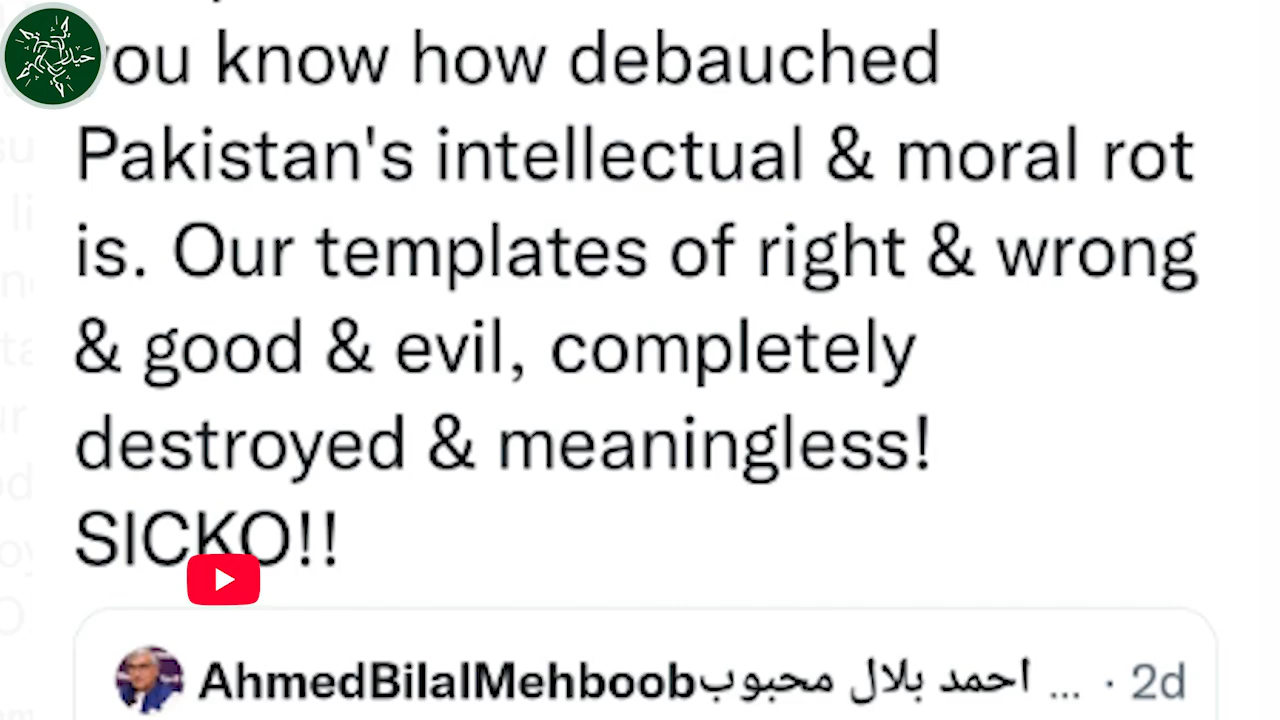 you know how debauched
Pakistan's intellectual & moral rot
is. Our templates of right & wrong
& good & evil, completely
destroyed & meaningless!
SICKO!!
AhmedBilalMehboobاحمد بلال محبوب ... · 2d